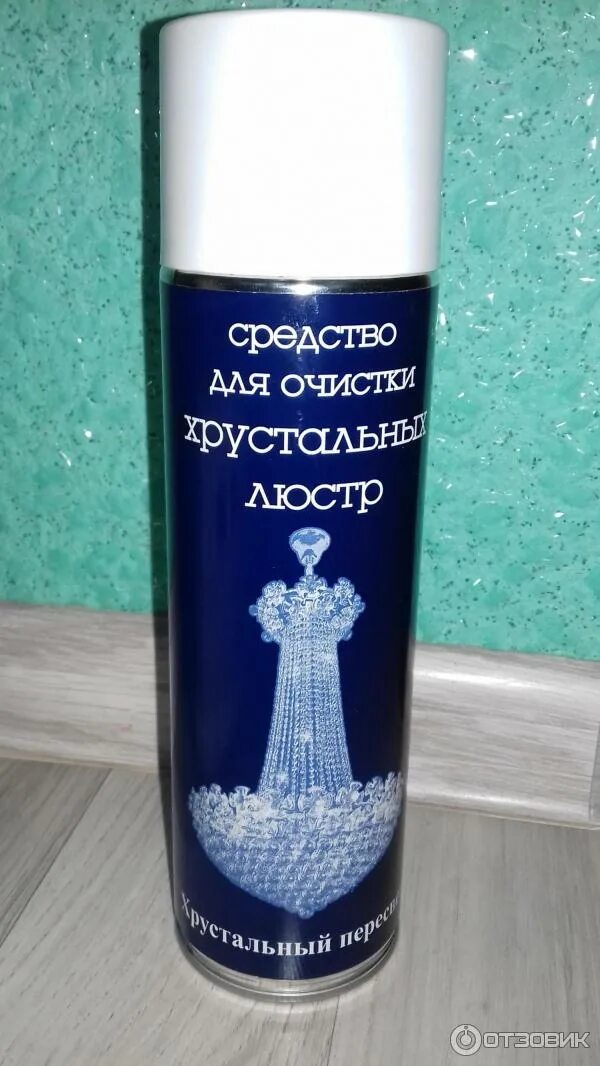 средство
для очистки
хрустальных
люстр
Хрустальный
ОТЗОВИК